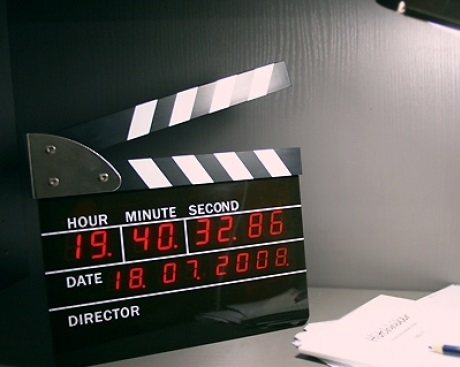 HOUR MINUTE SECOND
19. 40. 32.86
DATE 18.07.2008.
DIRECTOR